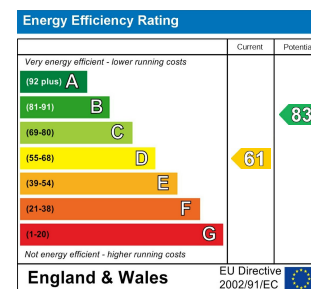 Energy Efficiency Rating
Current Potentia
Very energy efficient - lower running costs
(92 plus) A
(81-91) B
83
(69-80) C
(55-68) D
61
(39-54) E
(21-38) F
(1-20) G
Not energy efficient - higher running costs
England & Wales
EU Directive
2002/91/EC